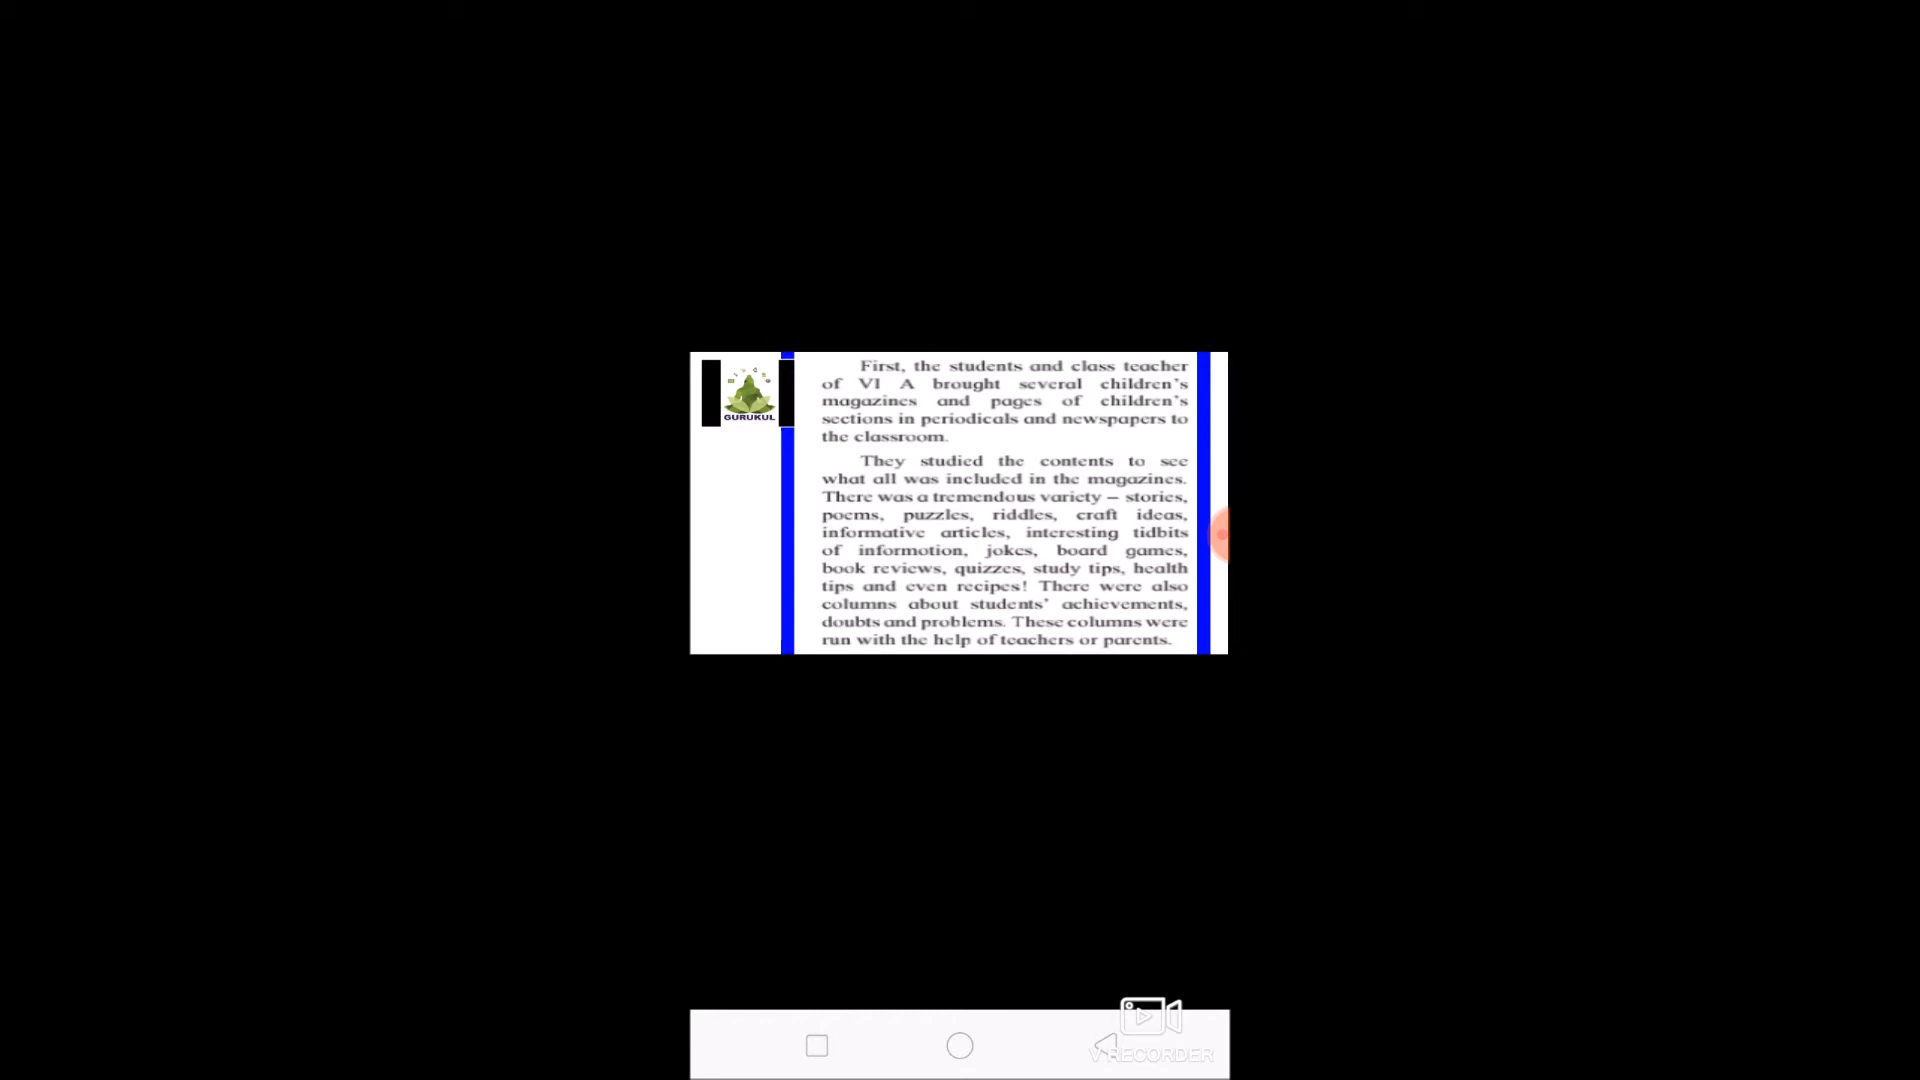 First, the students and class teacher
of VI A brought several children's
magazines and pages of children's
sections in periodicals and newspapers to
the classroom.
They studied the contents to see
what all was included in the magazines.
There was a tremendous variety – stories,
poems, puzzles, riddles, craft ideas,
informative articles, interesting tidbits
of informotion, jokes, board games,
book reviews, quizzes, study tips, health
tips and even recipes! There were also
columns about students' achievements,
doubts and problems. These columns were
run with the help of teachers or parents.
GURUKUL
V RECORDER